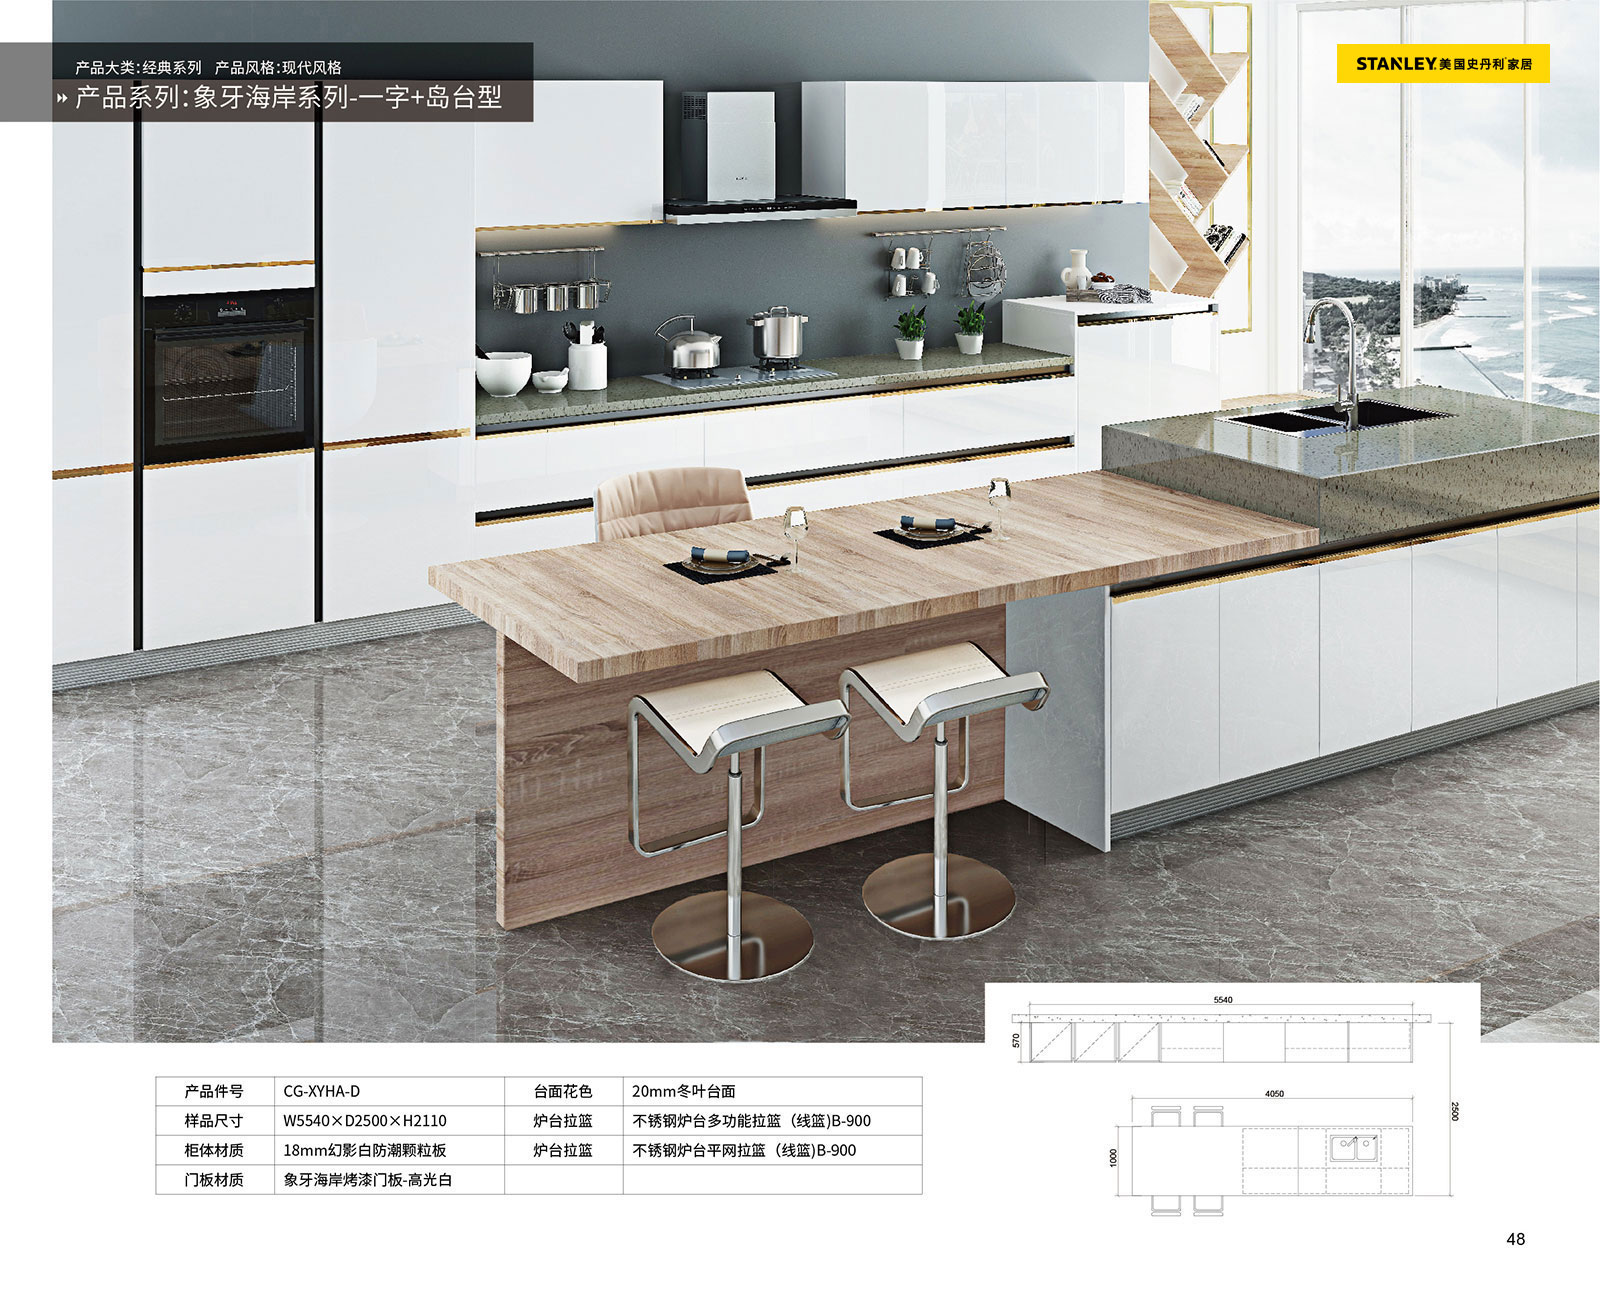 产品大类:经典系列 产品风格:现代风格
产品系列:象牙海岸系列-一字+岛台型
STANLEY.美国史丹利家居
5540
570
产品件号 CG-XYHA-D 台面花色 20mm冬叶台面
样品尺寸 W5540×D2500×H2110 炉台拉篮 不锈钢炉台多功能拉篮(线篮)B-900
柜体材质 18mm幻影白防潮颗粒板 炉台拉篮 不锈钢炉台平网拉篮(线篮)B-900
门板材质 象牙海岸烤漆门板-高光白
4050
2500
1000
48